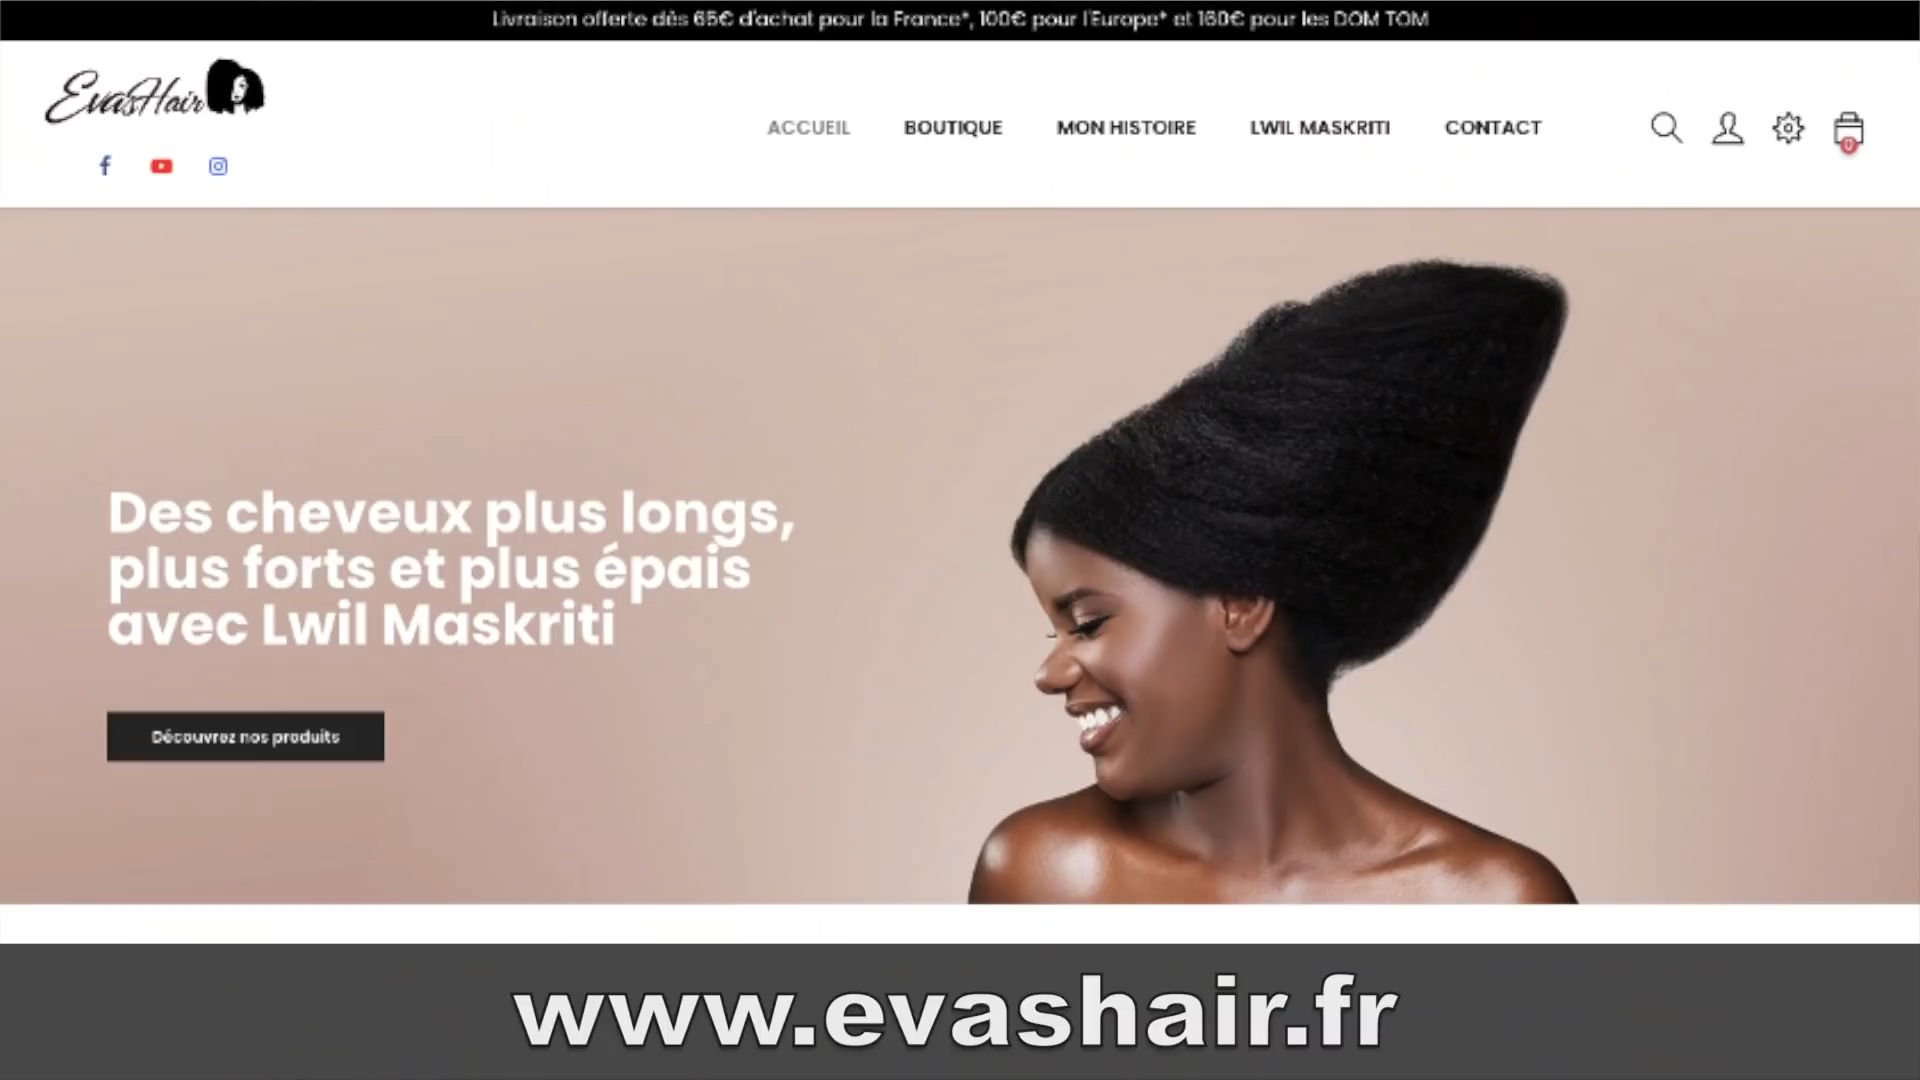 Livraison offerte dès 65€ d'achat pour la France*, 100€ pour l'Europe* et 160€ pour les DOM TOM
EvasHair
ACCUEIL BOUTIQUE MON HISTOIRE LWIL MASKRITI CONTACT
0
Des cheveux plus longs,
plus forts et plus épais
avec Lwil Maskriti
Découvrez nos produits
www.evashair.fr